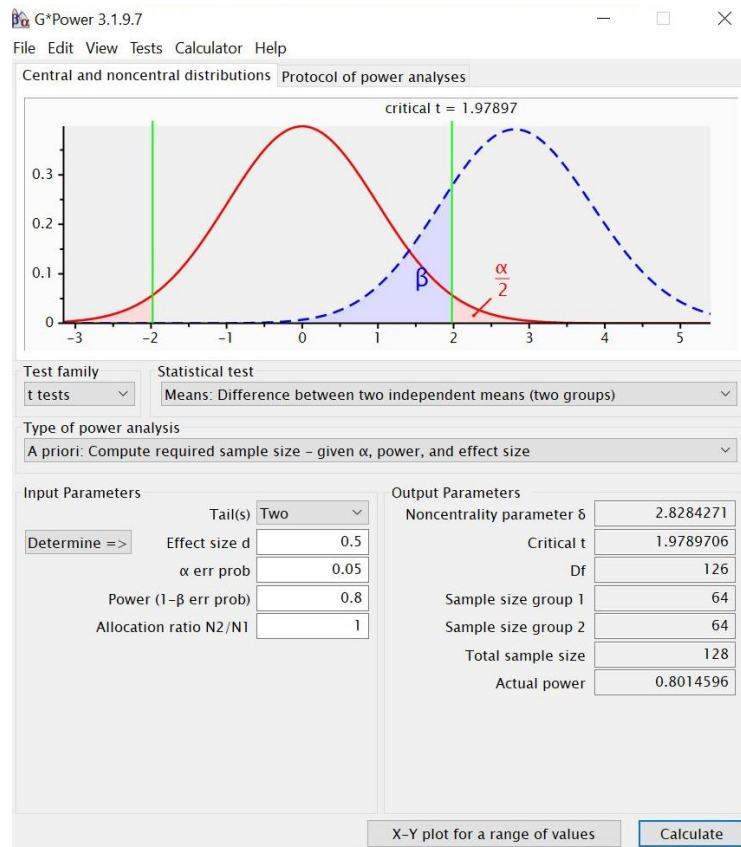 βα G*Power 3.1.9.7
File Edit View Tests Calculator Help
Central and noncentral distributions Protocol of power analyses
critical t = 1.97897
0.3
0.2
0.1
0
β
α
2
-3 -2 -1 0 1 2 3 4 5
Test family Statistical test
t tests Means: Difference between two independent means (two groups)
Type of power analysis
A priori: Compute required sample size – given α, power, and effect size
Input Parameters Output Parameters
Tail(s) Two Noncentrality parameter δ 2.8284271
Determine => Effect size d 0.5 Critical t 1.9789706
α err prob 0.05 Df 126
Power (1-β err prob) 0.8 Sample size group 1 64
Allocation ratio N2/N1 1 Sample size group 2 64
Total sample size 128
Actual power 0.8014596
X-Y plot for a range of values Calculate